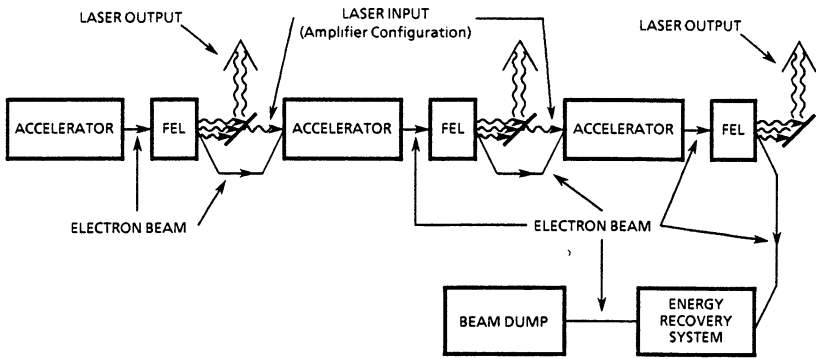 LASER OUTPUT
LASER INPUT
(Amplifier Configuration)
LASER OUTPUT
ACCELERATOR
FEL
ACCELERATOR
FEL
ACCELERATOR
FEL
ELECTRON BEAM
ELECTRON BEAM
BEAM DUMP
ENERGY
RECOVERY
SYSTEM